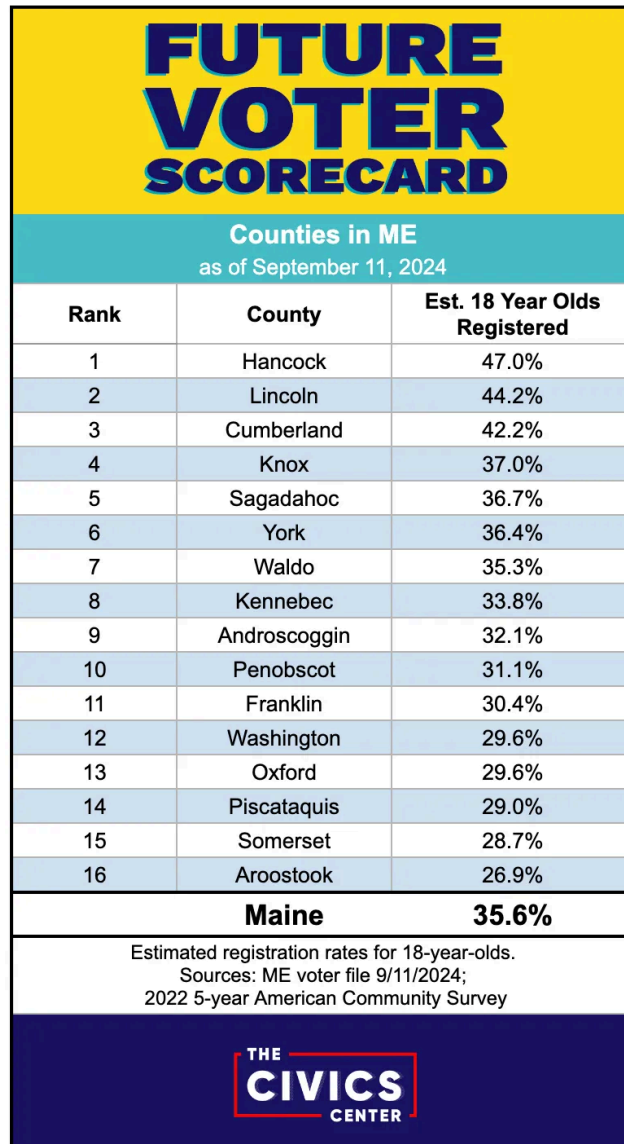 FUTURE
VOTER
SCORECARD
Counties in ME
as of September 11, 2024
Rank County Est. 18 Year Olds
Registered
1 Hancock 47.0%
2 Lincoln 44.2%
3 Cumberland 42.2%
4 Knox 37.0%
5 Sagadahoc 36.7%
6 York 36.4%
7 Waldo 35.3%
8 Kennebec 33.8%
9 Androscoggin 32.1%
10 Penobscot 31.1%
11 Franklin 30.4%
12 Washington 29.6%
13 Oxford 29.6%
14 Piscataquis 29.0%
15 Somerset 28.7%
16 Aroostook 26.9%
Maine 35.6%
Estimated registration rates for 18-year-olds.
Sources: ME voter file 9/11/2024;
2022 5-year American Community Survey
THE
CIVICS
CENTER